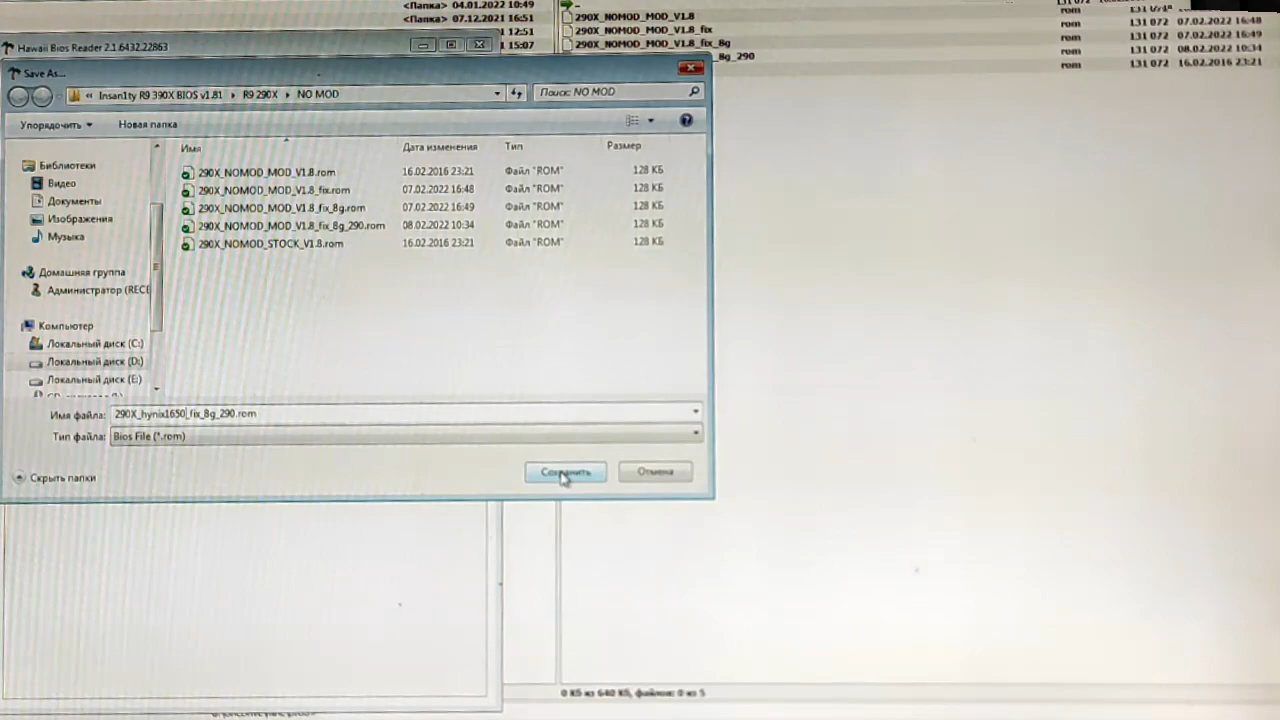 <Папка> 04.01.2022 10:49
<Папка> 07.12.2021 16:51
12:51
15:07
290X_NOMOD_MOD_V1.8
290X_NOMOD_MOD_V1.8_fix
290X_NOMOD_MOD_V1.8_fix_8g
_8g_290
rom 131 072 07.02.2022 16:48
rom 131 072 07.02.2022 16:49
rom 131 072 08.02.2022 10:34
rom 131 072 16.02.2016 23:21
Hawaii Bios Reader 2.1.6432.22863
Save As...
« Insan1ty R9 390X BIOS v1.81 R9 290X NO MOD
Поиск: NO MOD
Упорядочить Новая папка
Имя Дата изменения Тип Размер
290X_NOMOD_MOD_V1.8.rom 16.02.2016 23:21 Файл "ROM" 128 КБ
290X_NOMOD_MOD_V1.8_fix.rom 07.02.2022 16:48 Файл "ROM" 128 КБ
290X_NOMOD_MOD_V1.8_fix_8g.rom 07.02.2022 16:49 Файл "ROM" 128 КБ
290X_NOMOD_MOD_V1.8_fix_8g_290.rom 08.02.2022 10:34 Файл "ROM" 128 КБ
290X_NOMOD_STOCK_V1.8.rom 16.02.2016 23:21 Файл "ROM" 128 КБ
Библиотеки
Видео
Документы
Изображения
Музыка
Домашняя группа
Администратор (RECE
Компьютер
Локальный диск (C:)
Локальный диск (D:)
Локальный диск (E:)
Имя файла: 290X_hynix1650_fix_8g_290.rom
Тип файла: Bios File (*.rom)
Скрыть папки
Сохранить Отмена
0 КБ из 640 КБ, файлов: 0 из 5